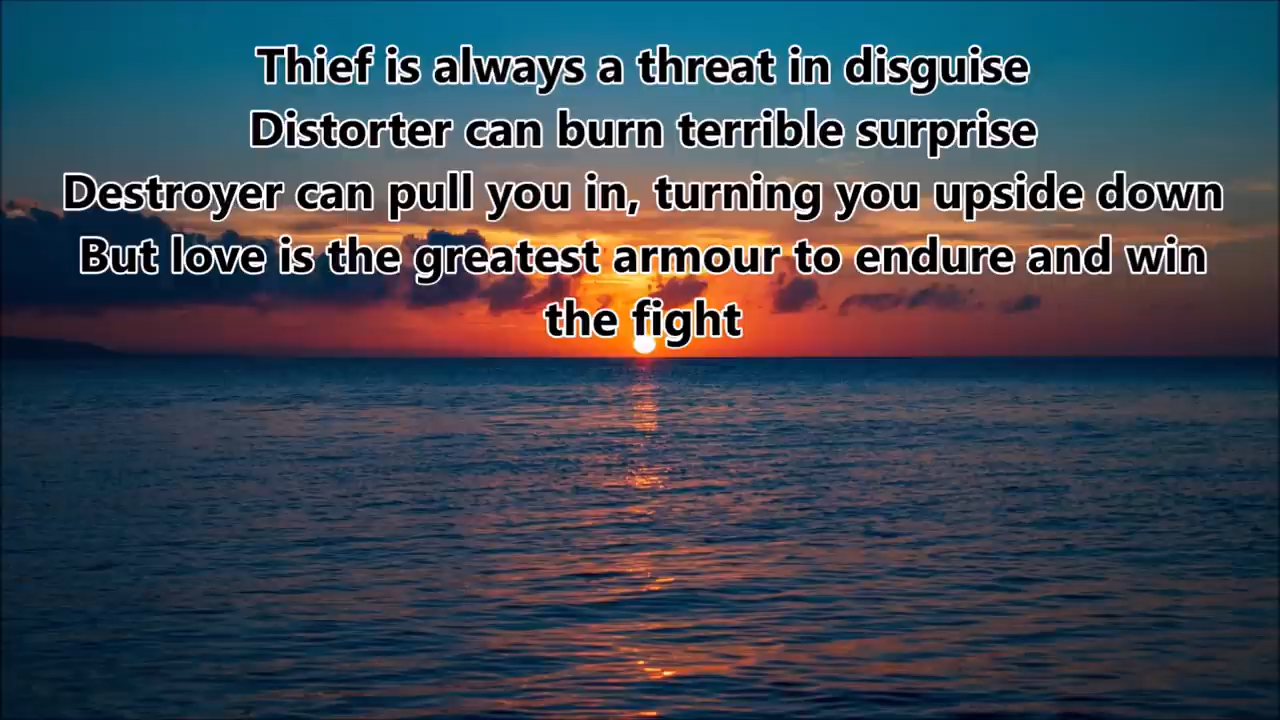 Thief is always a threat in disguise
Distorter can burn terrible surprise
Destroyer can pull you in, turning you upside down
But love is the greatest armour to endure and win
the fight